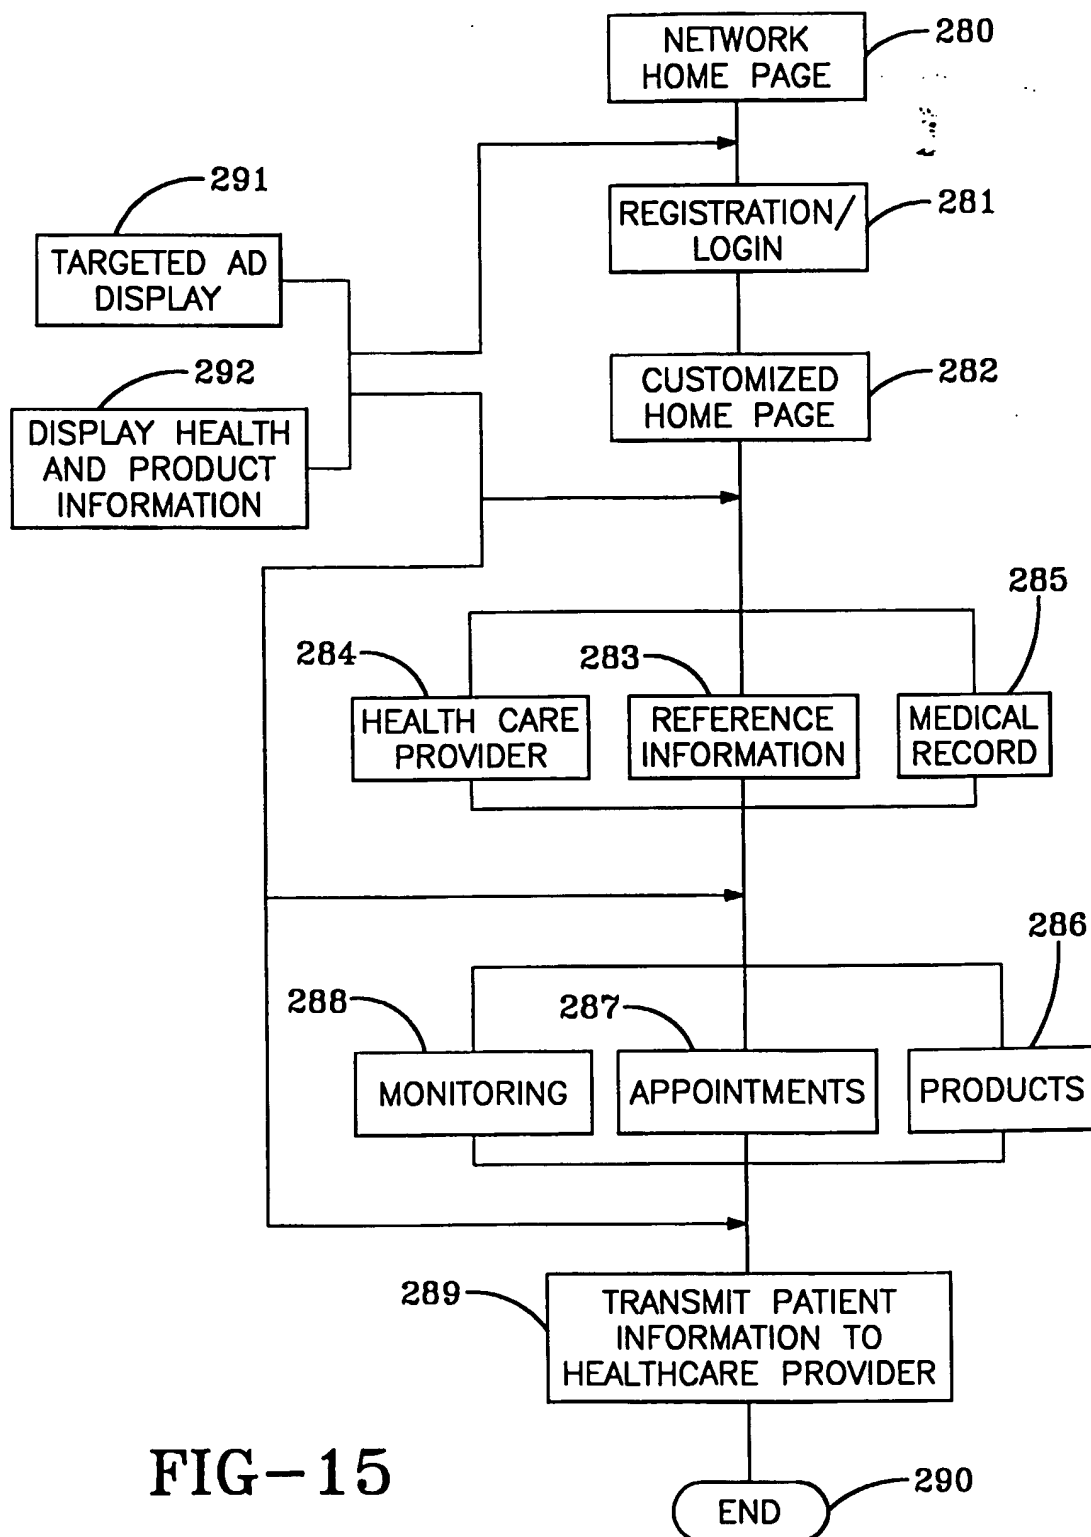 NETWORK
HOME PAGE
280
291
REGISTRATION/
LOGIN
281
TARGETED AD
DISPLAY
292
CUSTOMIZED
HOME PAGE
282
DISPLAY HEALTH
AND PRODUCT
INFORMATION
285
284
283
HEALTH CARE
PROVIDER
REFERENCE
INFORMATION
MEDICAL
RECORD
286
288
287
MONITORING
APPOINTMENTS
PRODUCTS
289
TRANSMIT PATIENT
INFORMATION TO
HEALTHCARE PROVIDER
FIG-15
290
END